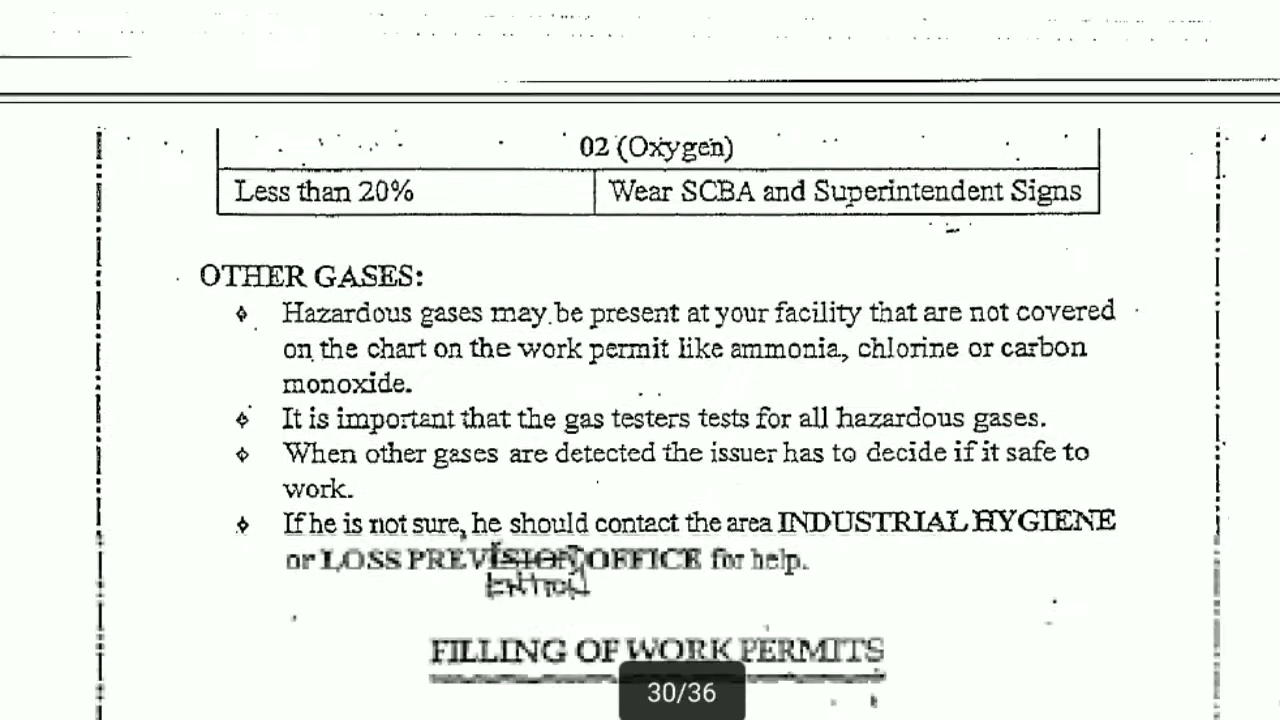 02 (Oxygen)
Less than 20% Wear SCBA and Superintendent Signs
OTHER GASES:
Hazardous gases may be present at your facility that are not covered
on the chart on the work permit like ammonia, chlorine or carbon
monoxide.
It is important that the gas testers tests for all hazardous gases.
When other gases are detected the issuer has to decide if it safe to
work.
If he is not sure, he should contact the area INDUSTRIAL HYGIENE
or LOSS PREVISION OFFICE for help.
ENTION
FILLING OF WORK PERMITS
30/36